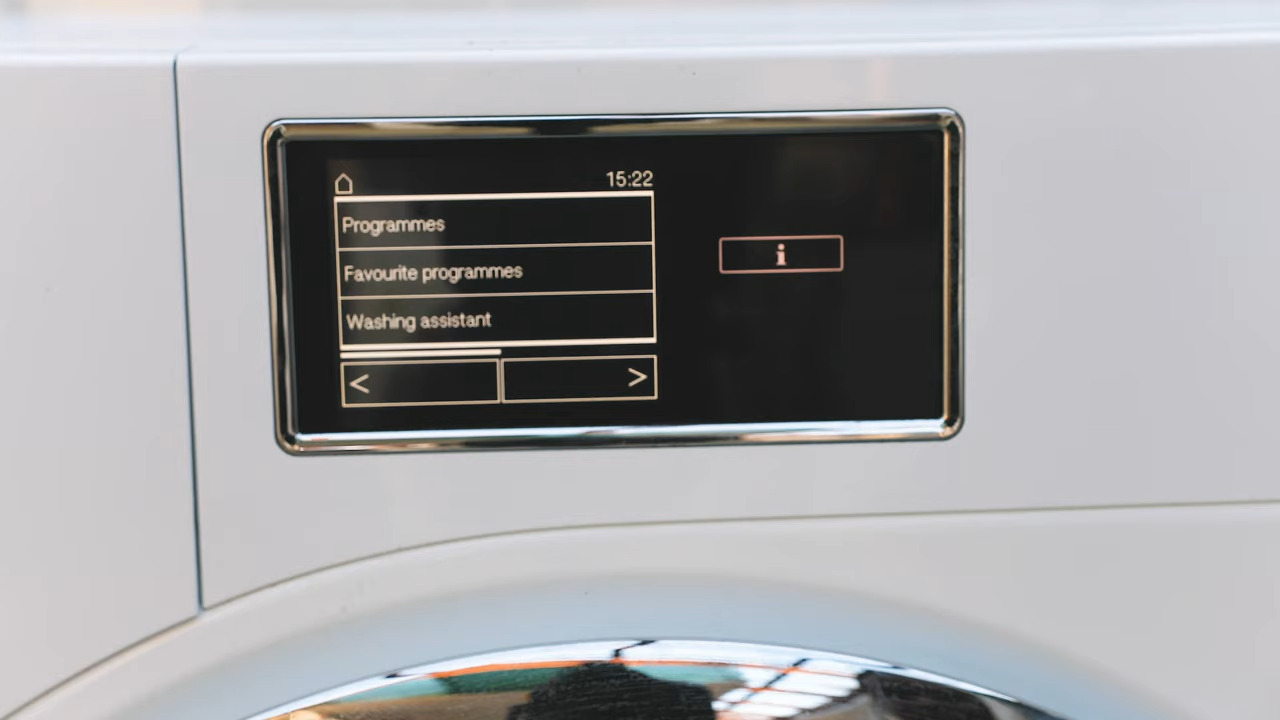 15:22
Programmes
i
Favourite programmes
Washing assistant
< >